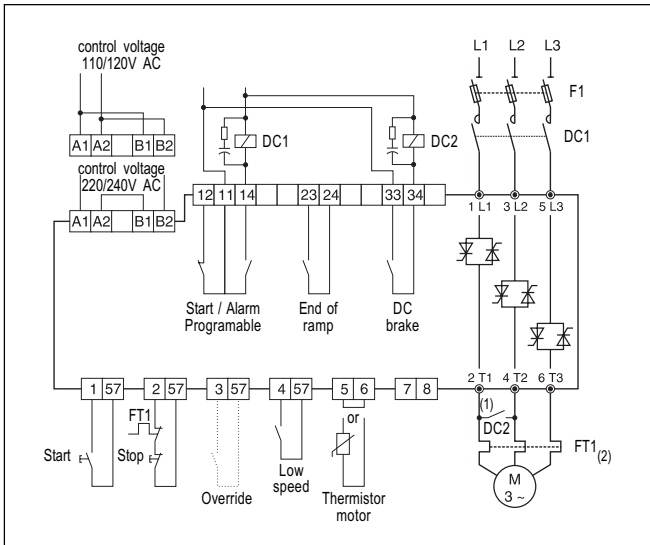 control voltage
110/120V AC
L1 L2 L3
F1
DC1
A1 A2 B1 B2
DC1
DC2
control voltage
220/240V AC
12 11 14 23 24 33 34
A1 A2 B1 B2
1 L1 3 L2 5 L3
Start / Alarm
Programable
End of
ramp
DC
brake
1 57 2 57 3 57 4 57 5 6 7 8
2 T1 4 T2 6 T3
(1)
DC2
FT1
or
Start
Stop
FT1 (2)
Override
Low
speed
Thermistor
motor
M
3 ~